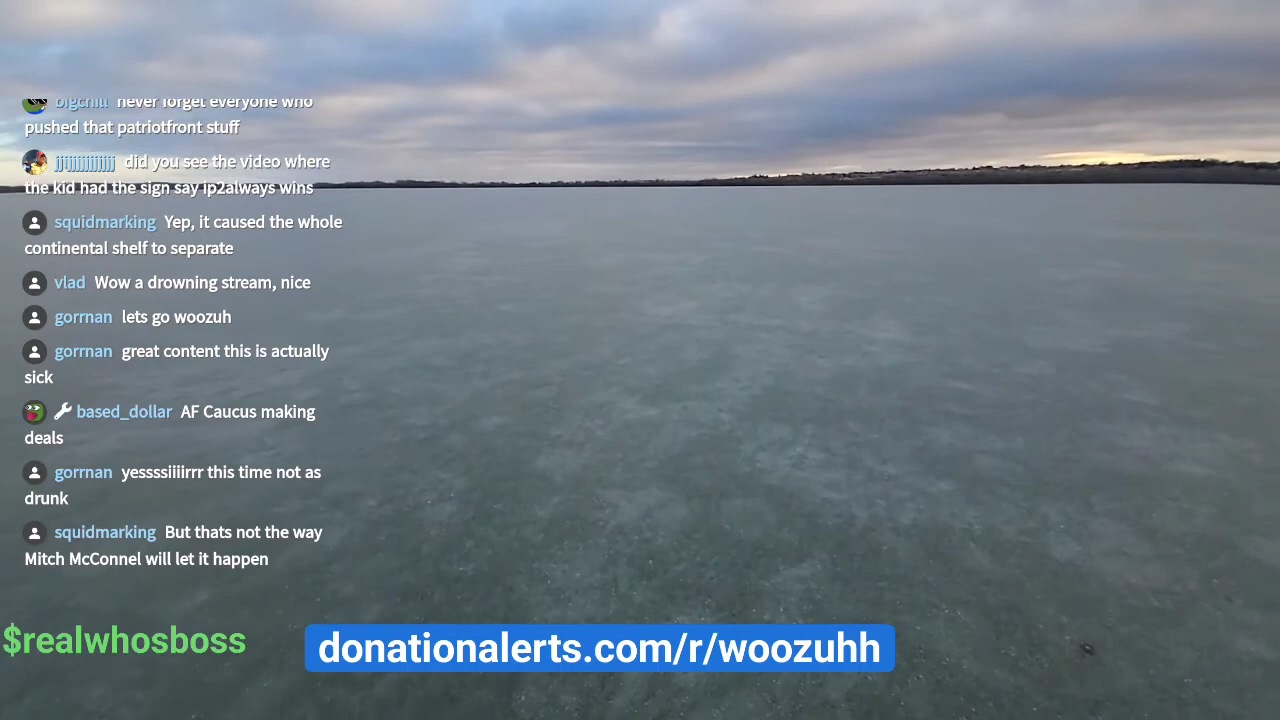 bigchill never forget everyone who
pushed that patriotfront stuff
did you see the video where
the kid had the sign say ip2always wins
squidmarking Yep, it caused the whole
continental shelf to separate
vlad Wow a drowning stream, nice
gorrnan lets go woozuh
gorrnan great content this is actually
sick
based_dollar AF Caucus making
deals
gorrnan yessssiiiirrr this time not as
drunk
squidmarking But thats not the way
Mitch McConnel will let it happen
$realwhosboss
donationalerts.com/r/woozuhh